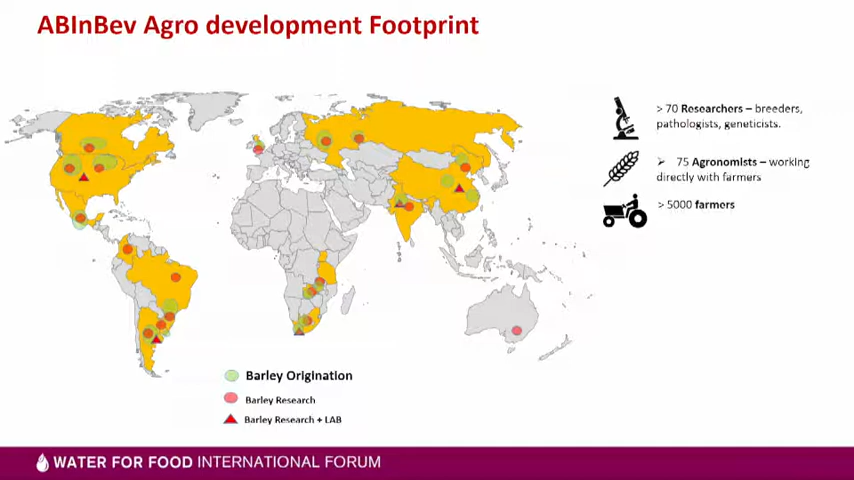 ABInBev Agro development Footprint
> 70 Researchers – breeders,
pathologists, geneticists.
➢ 75 Agronomists – working
directly with farmers
> 5000 farmers
Barley Origination
Barley Research
Barley Research + LAB
WATER FOR FOOD INTERNATIONAL FORUM